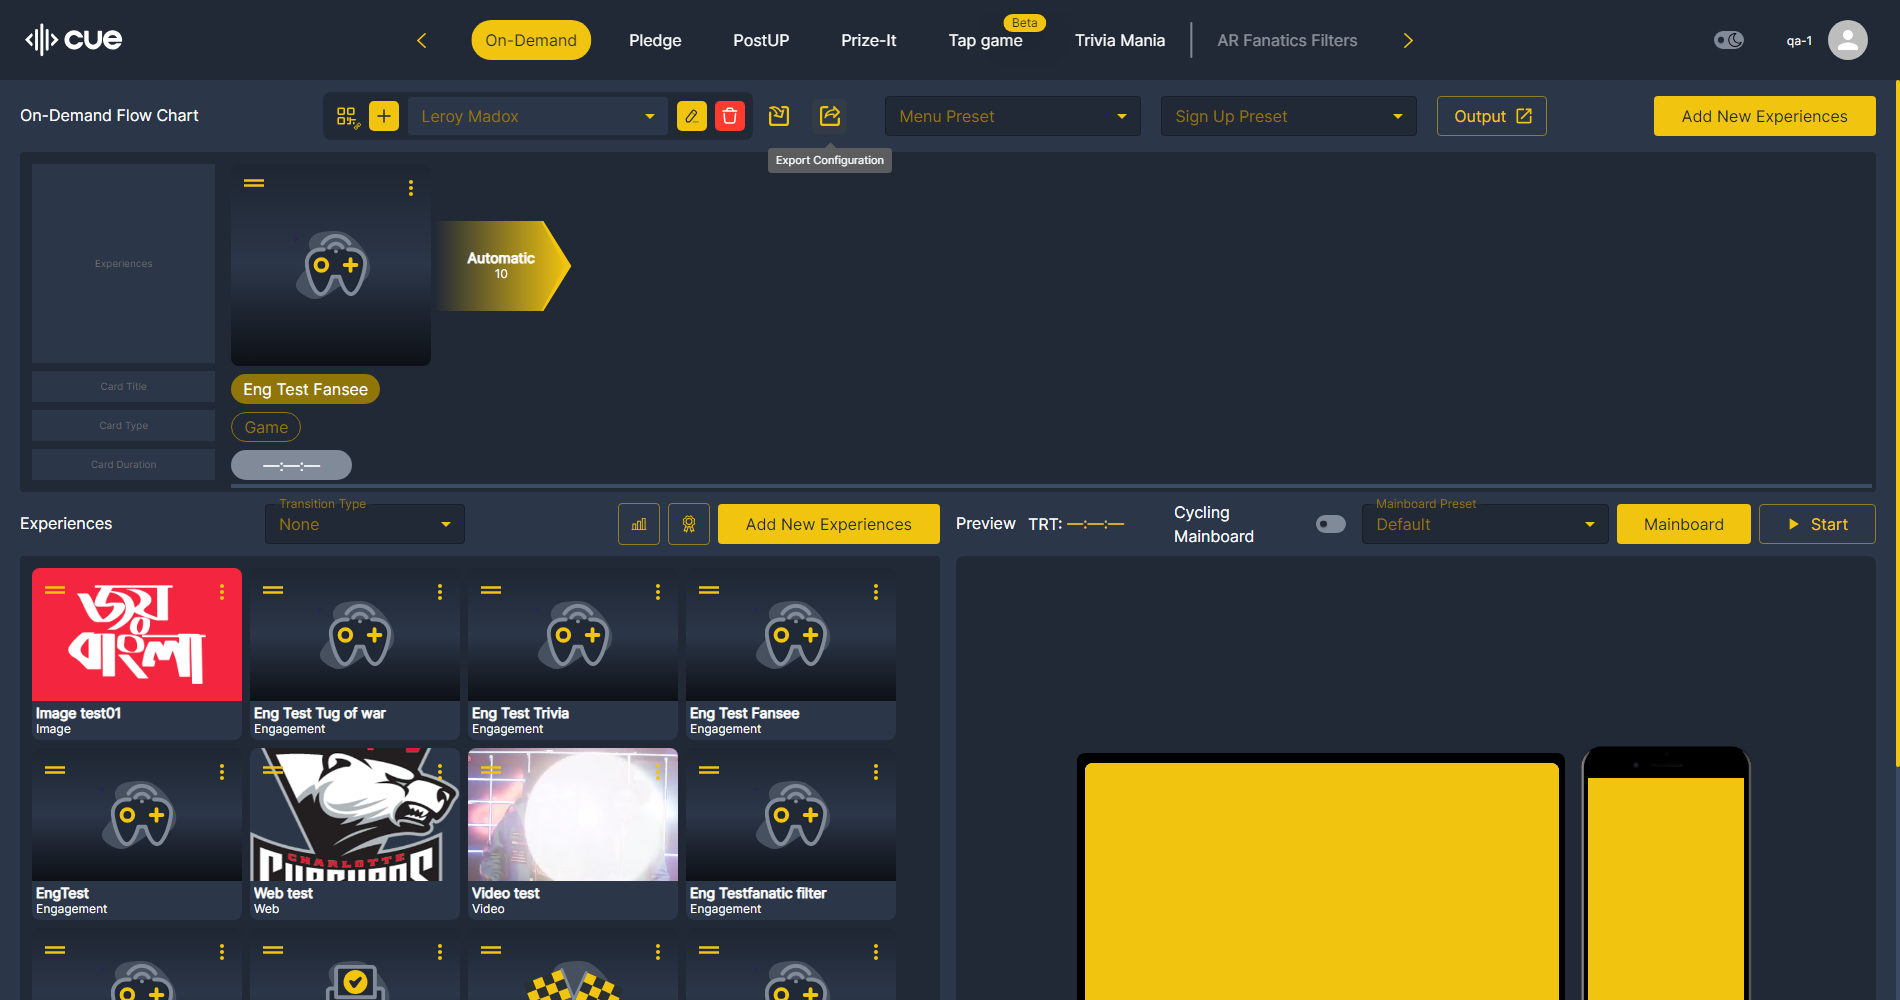 cue
On-Demand
Pledge
PostUP
Prize-It
Beta
Tap game
Trivia Mania
AR Fanatics Filters
qa-1
On-Demand Flow Chart
Leroy Madox
Menu Preset
Sign Up Preset
Output
Add New Experiences
Export Configuration
Experiences
Automatic
10
Card Title
Eng Test Fansee
Card Type
Game
Card Duration
—:—:—
Experiences
Transition Type
None
Add New Experiences
Preview
TRT: —:—:—
Cycling
Mainboard
Mainboard Preset
Default
Mainboard
Start
জয়
বাংলা
Image test01
Image
Eng Test Tug of war
Engagement
Eng Test Trivia
Engagement
Eng Test Fansee
Engagement
EngTest
Engagement
CHARLOTTE
Web test
Web
Video test
Video
Eng Testfanatic filter
Engagement